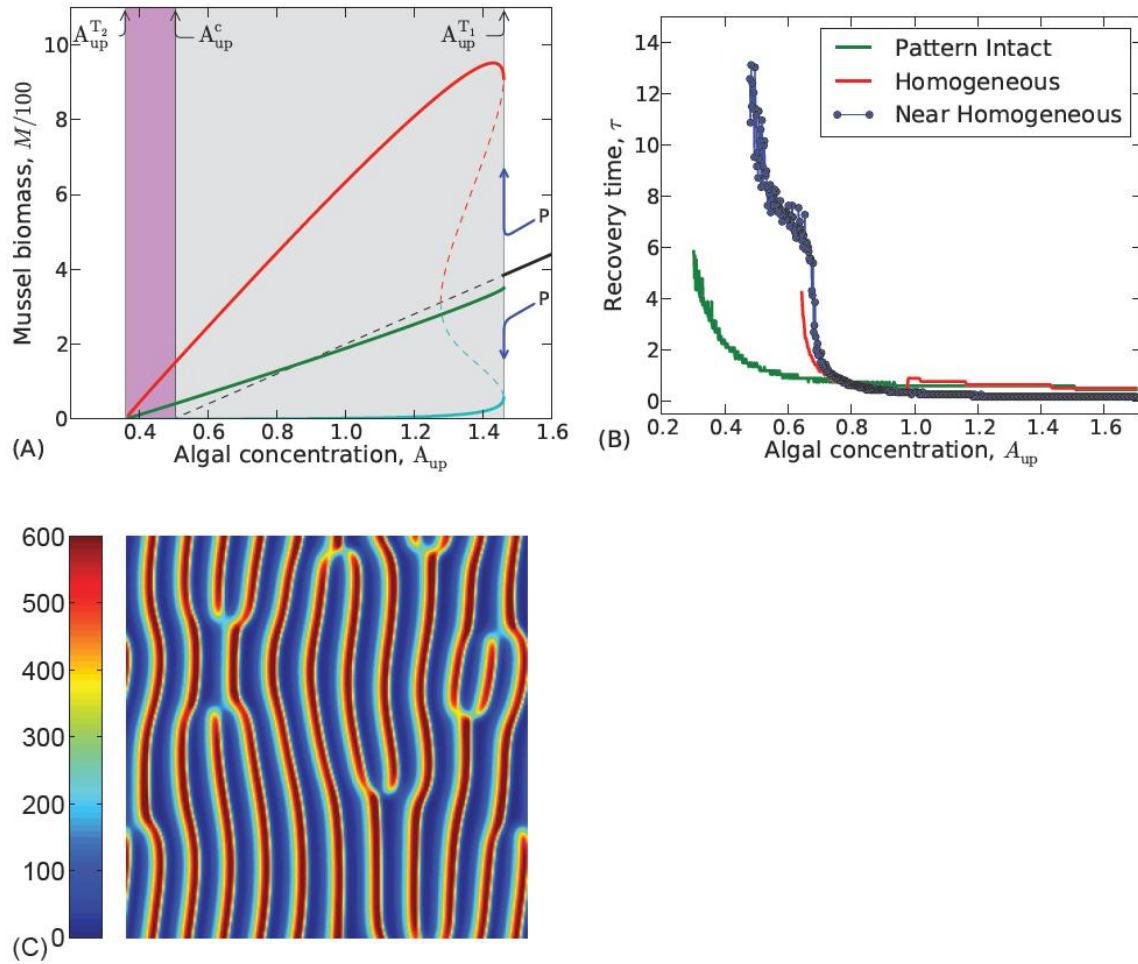 A_up^T₂
A_up^c
A_up^T₁
Mussel biomass, M/100
10
8
6
4
2
0
P
P
0.4 0.6 0.8 1.0 1.2 1.4 1.6
Algal concentration, A_up
(A)
Pattern Intact
Homogeneous
Near Homogeneous
Recovery time, τ
14
12
10
8
6
4
2
0
0.2 0.4 0.6 0.8 1.0 1.2 1.4 1.6
Algal concentration, A_up
(B)
600
500
400
300
200
100
0
(C)